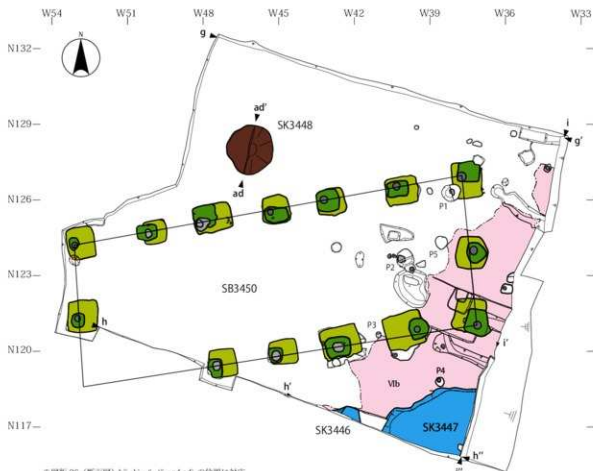 W54 W51 W48 W45 W42 W39 W36 W33
N132
N129
N126
N123
N120
N117
N
g
i
g'
ad'
SK3448
ad
P1
P5
P2
SB3450
h
P3
i'
h'
VIb
P4
SK3446
SK3447
h''